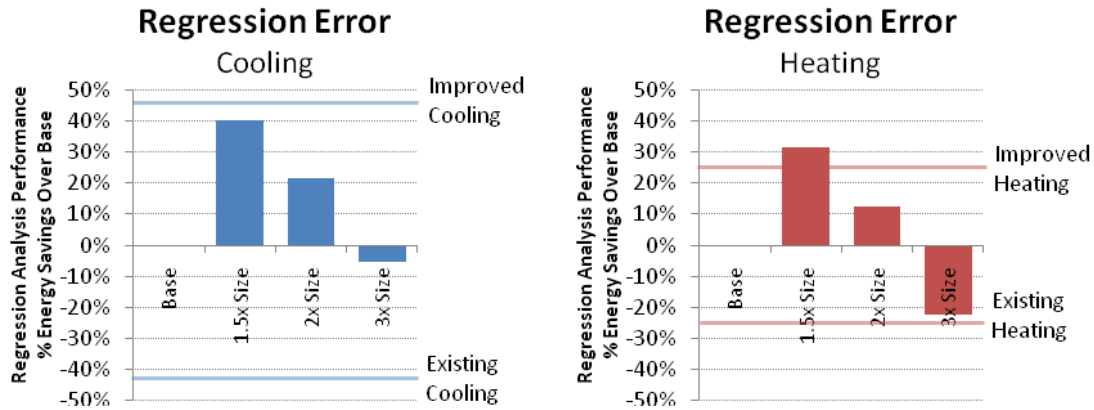 Regression Error
Cooling
Regression Analysis Performance
% Energy Savings Over Base
50%
40%
30%
20%
10%
0%
-10%
-20%
-30%
-40%
-50%
Base
1.5x Size
2x Size
3x Size
Improved
Cooling
Existing
Cooling
Regression Error
Heating
Regression Analysis Performance
% Energy Savings Over Base
50%
40%
30%
20%
10%
0%
-10%
-20%
-30%
-40%
-50%
Base
1.5x Size
2x Size
3x Size
Improved
Heating
Existing
Heating